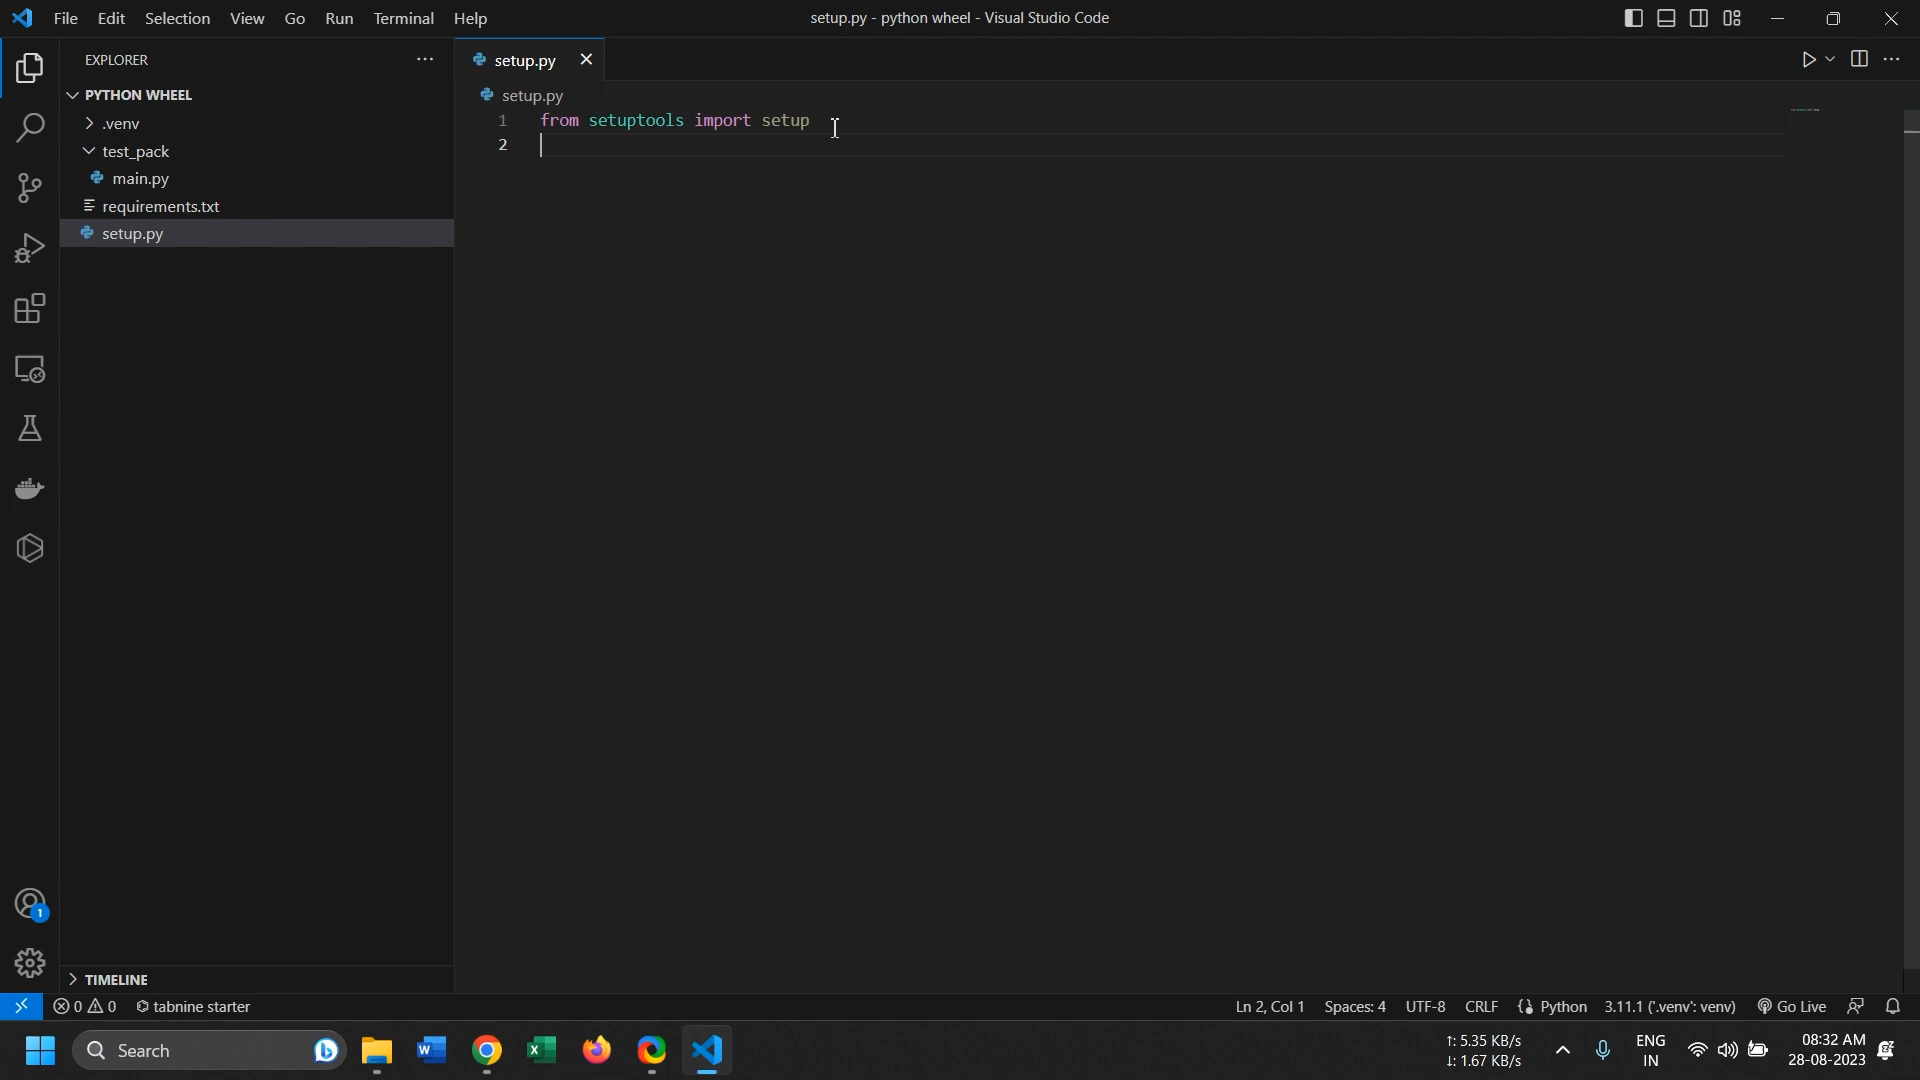 File Edit Selection View Go Run Terminal Help
setup.py - python wheel - Visual Studio Code
EXPLORER
setup.py
PYTHON WHEEL
.venv
test_pack
main.py
requirements.txt
setup.py
setup.py
1 from setuptools import setup
2
1
TIMELINE
0 0 tabnine starter
Ln 2, Col 1 Spaces: 4 UTF-8 CRLF Python 3.11.1 ('.venv': venv) Go Live
Search
↑: 5.35 KB/s
↓: 1.67 KB/s
ENG
IN
08:32 AM
28-08-2023